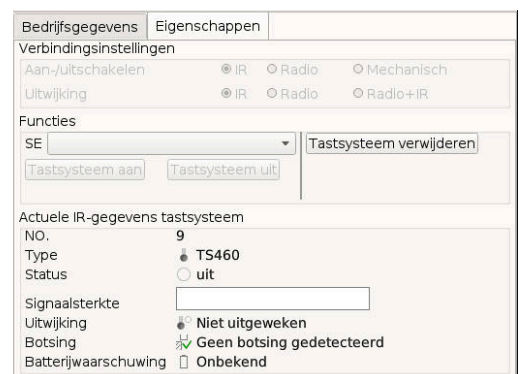 Bedrijfsgegevens Eigenschappen
Verbindingsinstellingen
Aan-/uitschakelen IR Radio Mechanisch
Uitwijking IR Radio Radio+IR
Functies
SE Tastsysteem verwijderen
Tastsysteem aan Tastsysteem uit
Actuele IR-gegevens tastsysteem
NO. 9
Type TS460
Status uit
Signaalsterkte
Uitwijking Niet uitgeweken
Botsing Geen botsing gedetecteerd
Batterijwaarschuwing Onbekend